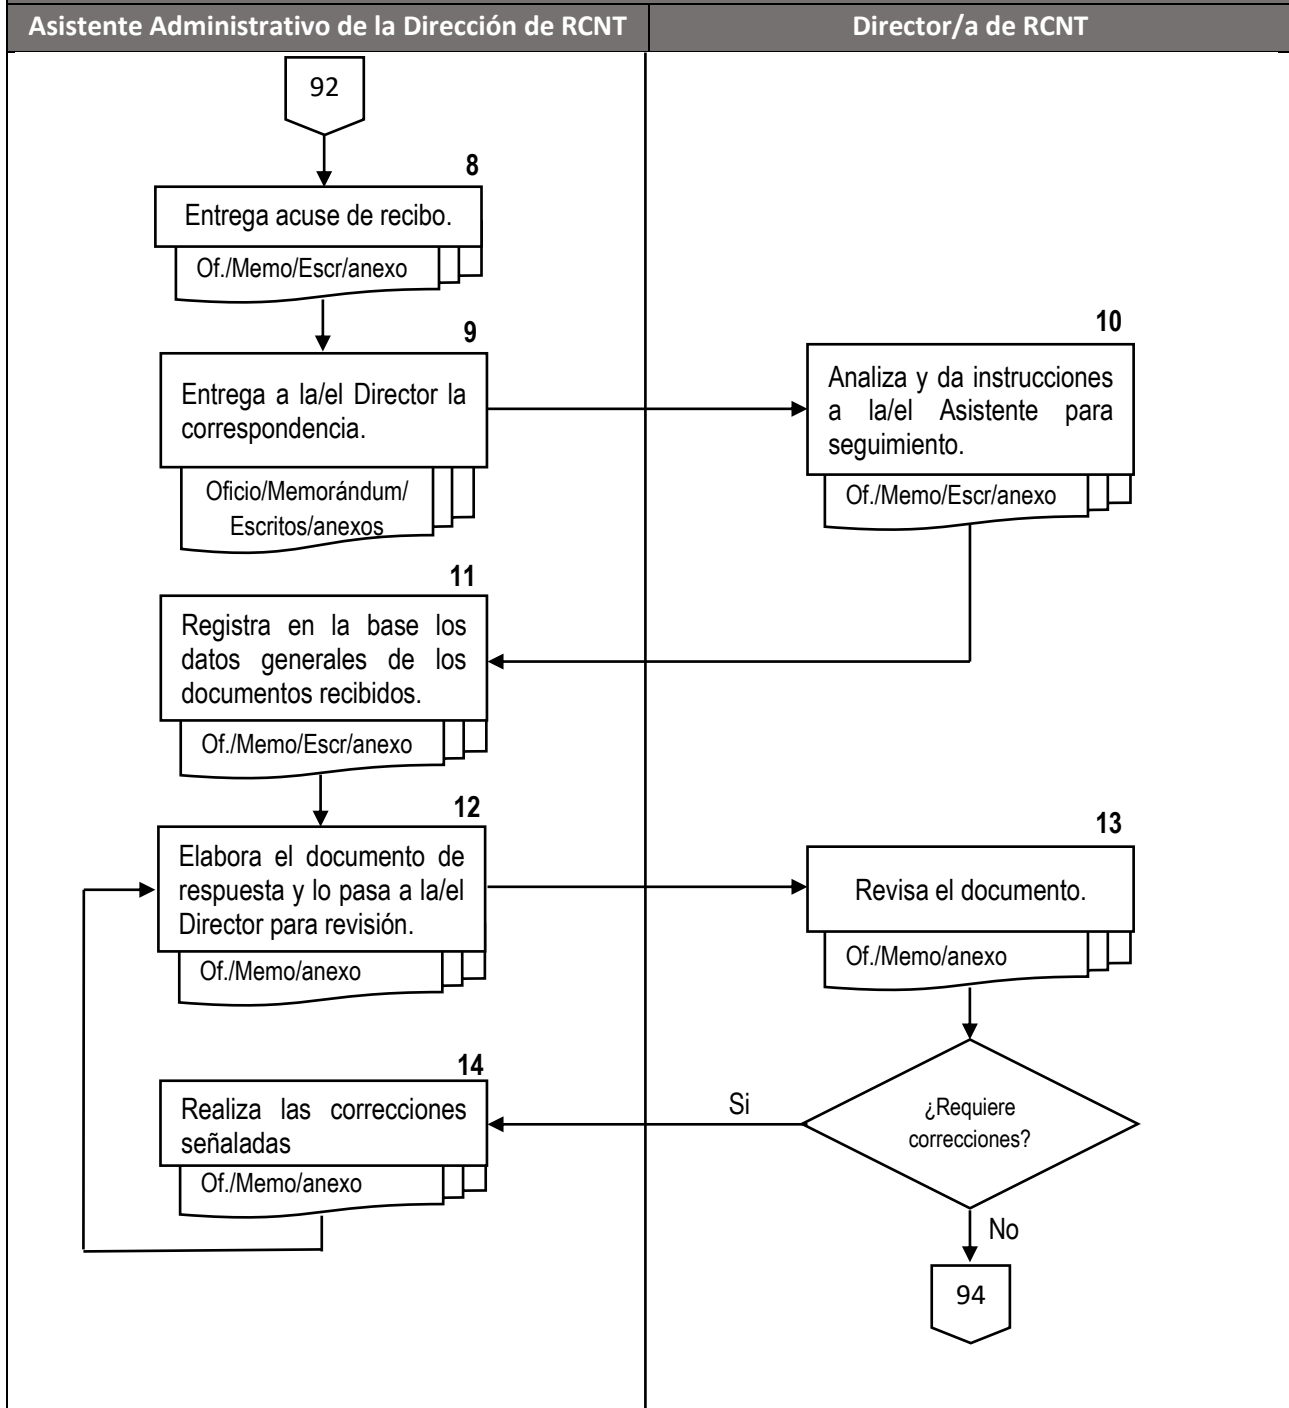 Asistente Administrativo de la Dirección de RCNT
Director/a de RCNT
92
8
Entrega acuse de recibo.
Of./Memo/Escr/anexo
9
Entrega a la/el Director la
correspondencia.
Oficio/Memorándum/
Escritos/anexos
10
Analiza y da instrucciones
a la/el Asistente para
seguimiento.
Of./Memo/Escr/anexo
11
Registra en la base los
datos generales de los
documentos recibidos.
Of./Memo/Escr/anexo
12
Elabora el documento de
respuesta y lo pasa a la/el
Director para revisión.
Of./Memo/anexo
13
Revisa el documento.
Of./Memo/anexo
14
Realiza las correcciones
señaladas
Of./Memo/anexo
Si
¿Requiere
correcciones?
No
94